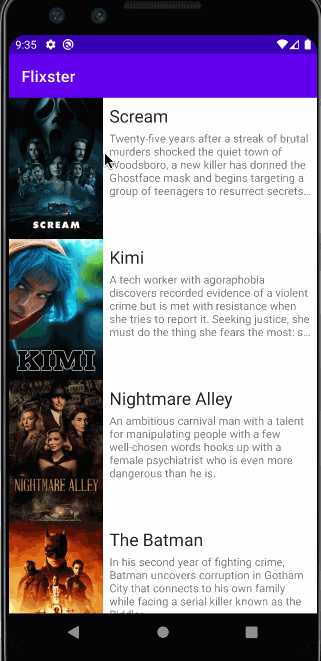 9:35
Flixster
Scream
Twenty-five years after a streak of brutal
murders shocked the quiet town of
Woodsboro, a new killer has donned the
Ghostface mask and begins targeting a
group of teenagers to resurrect secrets...
SCREAM
Kimi
A tech worker with agoraphobia
discovers recorded evidence of a violent
crime but is met with resistance when
she tries to report it. Seeking justice, she
must do the thing she fears the most: s...
KIMI
Nightmare Alley
An ambitious carnival man with a talent
for manipulating people with a few
well-chosen words hooks up with a
female psychiatrist who is even more
dangerous than he is.
NIGHTMARE ALLEY
The Batman
In his second year of fighting crime,
Batman uncovers corruption in Gotham
City that connects to his own family
while facing a serial killer known as the
Riddler